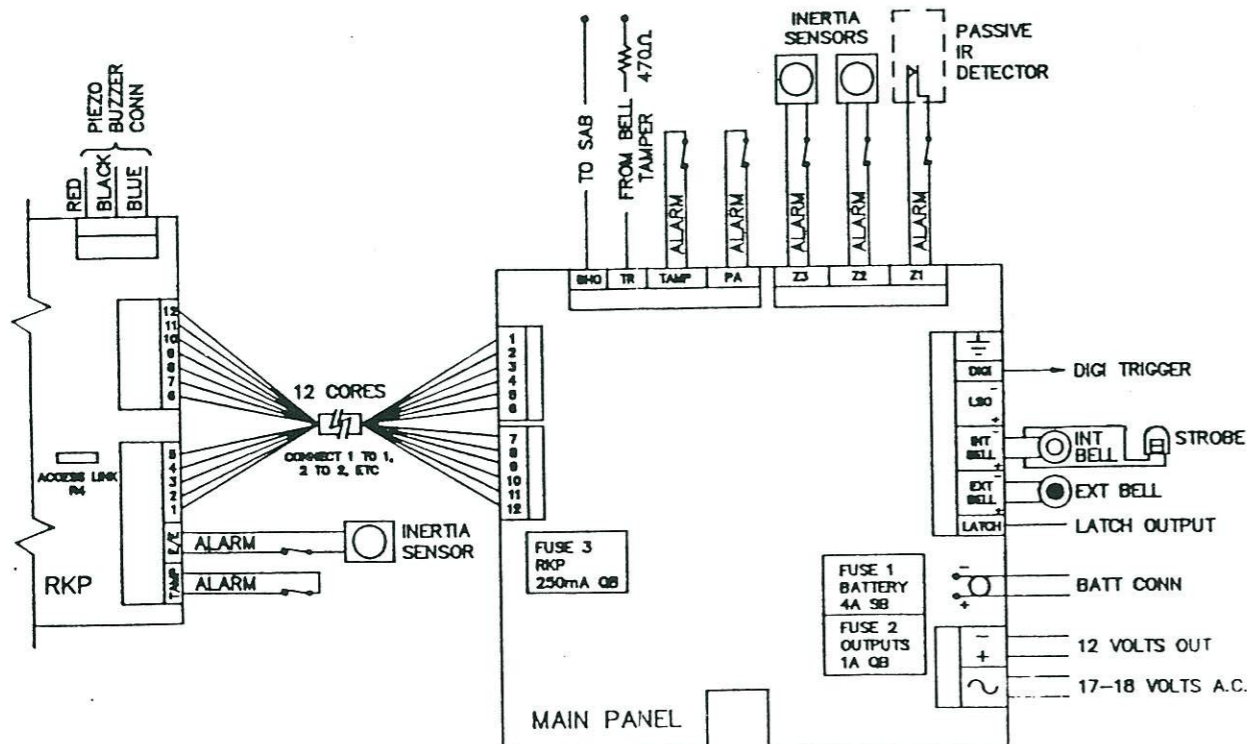 PIEZO
BUZZER
CONN
RED
BLACK
BLUE
12
11
10
9
8
7
6
5
4
3
2
1
E/E
TAMP
ACCESS LINK
R4
RKP
ALARM
ALARM
INERTIA
SENSOR
12 CORES
CONNECT 1 TO 1,
2 TO 2, ETC
TO SAB
FROM BELL
TAMPER
470Ω
ALARM
ALARM
INERTIA
SENSORS
ALARM
ALARM
PASSIVE
IR
DETECTOR
ALARM
BHO
TR
TAMP
PA
Z3
Z2
Z1
1
2
3
4
5
6
7
8
9
10
11
12
FUSE 3
RKP
250mA QB
FUSE 1
BATTERY
4A SB
FUSE 2
OUTPUTS
1A QB
MAIN PANEL
DIGI
DIGI TRIGGER
-
LSO
+
-
INT
BELL
+
INT
BELL
STROBE
-
EXT
BELL
+
EXT BELL
LATCH
LATCH OUTPUT
-
+
BATT CONN
-
+
12 VOLTS OUT
17-18 VOLTS A.C.